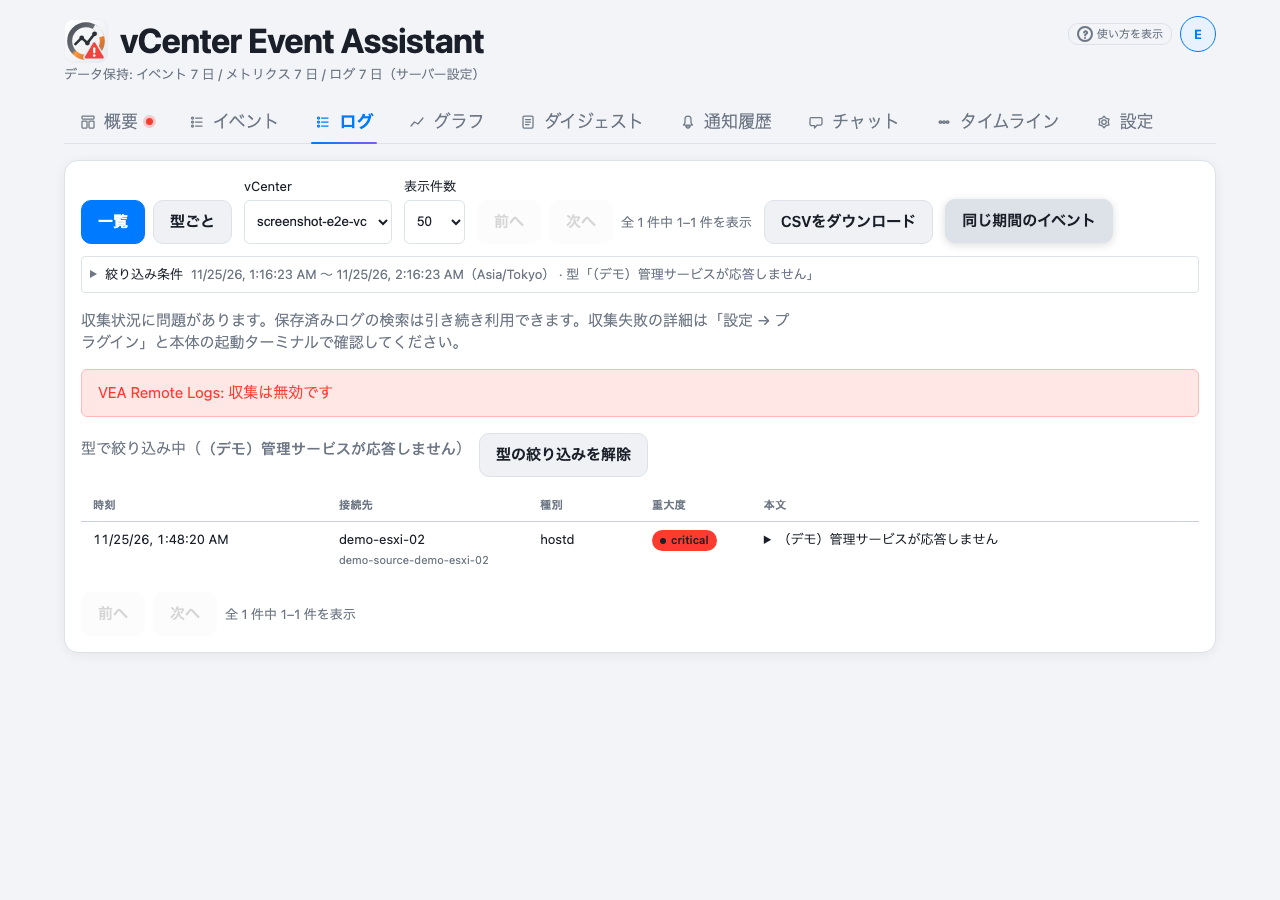 vCenter Event Assistant
データ保持: イベント 7 日 / メトリクス 7 日 / ログ 7 日（サーバー設定）
使い方を表示
E
概要
イベント
ログ
グラフ
ダイジェスト
通知履歴
チャット
タイムライン
設定
一覧
型ごと
vCenter
screenshot-e2e-vc
表示件数
50
前へ
次へ
全 1 件中 1–1 件を表示
CSVをダウンロード
同じ期間のイベント
絞り込み条件 11/25/26, 1:16:23 AM 〜 11/25/26, 2:16:23 AM（Asia/Tokyo） · 型「（デモ）管理サービスが応答しません」
収集状況に問題があります。保存済みログの検索は引き続き利用できます。収集失敗の詳細は「設定 → プ
ラグイン」と本体の起動ターミナルで確認してください。
VEA Remote Logs: 収集は無効です
型で絞り込み中（（デモ）管理サービスが応答しません）
型の絞り込みを解除
時刻 接続先 種別 重大度 本文
11/25/26, 1:48:20 AM demo-esxi-02 hostd critical （デモ）管理サービスが応答しません
demo-source-demo-esxi-02
前へ
次へ
全 1 件中 1–1 件を表示